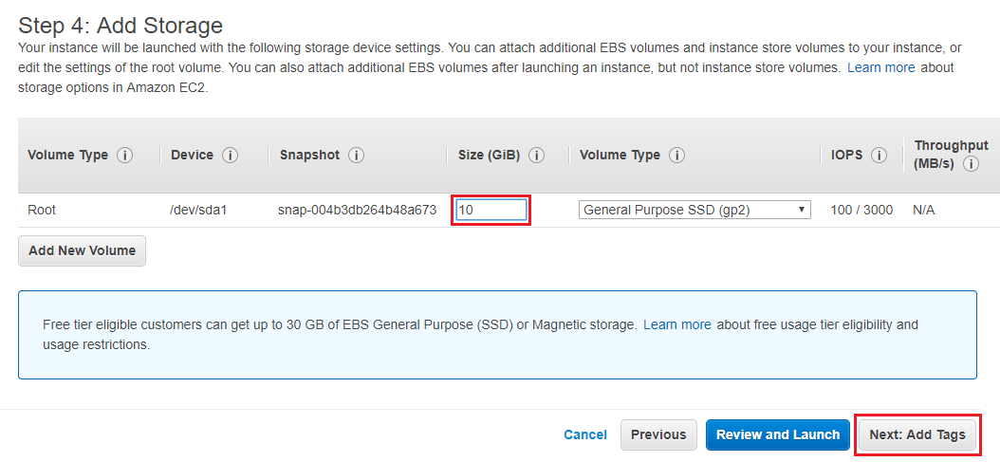 Step 4: Add Storage
Your instance will be launched with the following storage device settings. You can attach additional EBS volumes and instance store volumes to your instance, or
edit the settings of the root volume. You can also attach additional EBS volumes after launching an instance, but not instance store volumes. Learn more about
storage options in Amazon EC2.
Volume Type i Device i Snapshot i Size (GiB) i Volume Type i IOPS i Throughput (MB/s) i
Root /dev/sda1 snap-004b3db264b48a673 10 General Purpose SSD (gp2) 100 / 3000 N/A
Add New Volume
Free tier eligible customers can get up to 30 GB of EBS General Purpose (SSD) or Magnetic storage. Learn more about free usage tier eligibility and
usage restrictions.
Cancel Previous Review and Launch Next: Add Tags